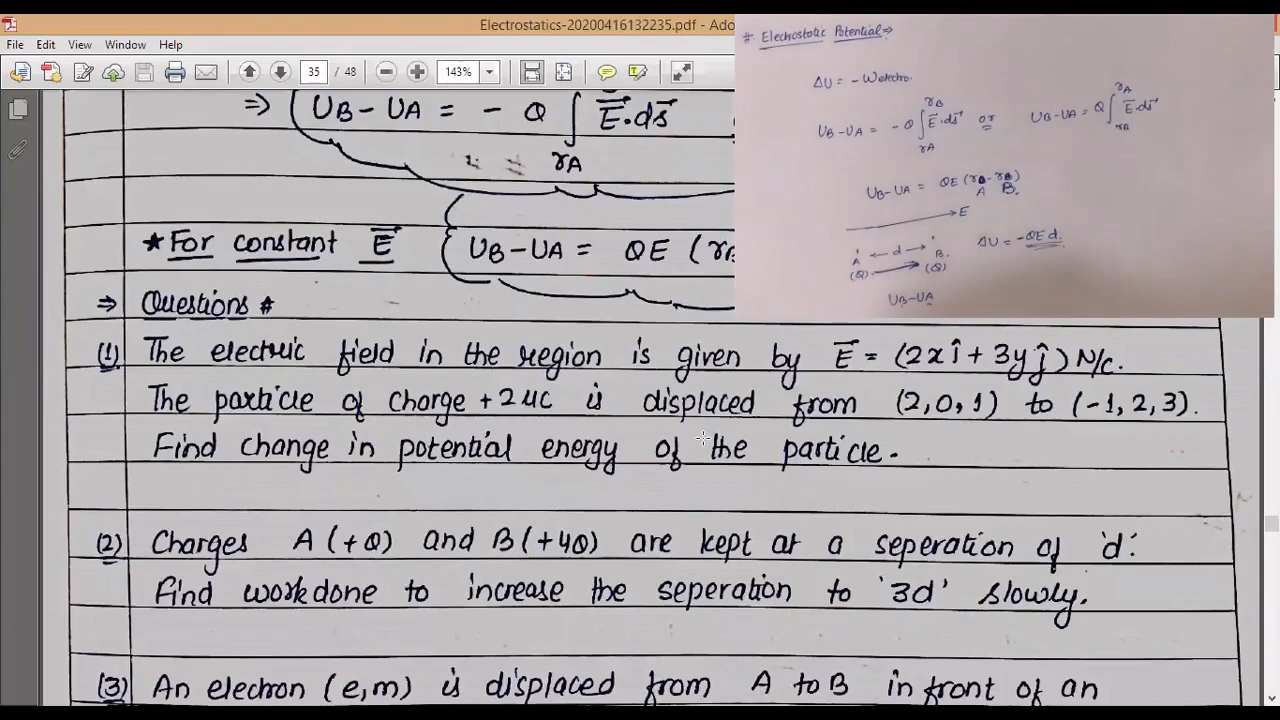 Electrostatics-20200416132235.pdf - Ado
File Edit View Window Help
35 / 48
143%
⇒ UB-UA = - Q ∫ E⃗.ds⃗
rA
★For constant E⃗ UB-UA = QE (r
⇒ Questions #
(1) The electric field in the region is given by E⃗ = (2xî + 3yĵ) N/c.
The particle of charge +2μc is displaced from (2,0,1) to (-1,2,3).
Find change in potential energy of the particle.
(2) Charges A(+Q) and B(+4Q) are kept at a seperation of 'd'.
Find workdone to increase the seperation to '3d' slowly.
(3) An electron (e,m) is displaced from A to B in front of an
# Electrostatic Potential⇒
ΔU = - Welectro.
UB-UA = -Q ∫ E⃗.ds⃗ or UB-UA = Q ∫ E⃗.ds⃗
rB rA rA rB
UB-UA = QE (
A B.
E
A ← d → B.
(Q) (Q)
ΔU = -QEd.
UB-UA